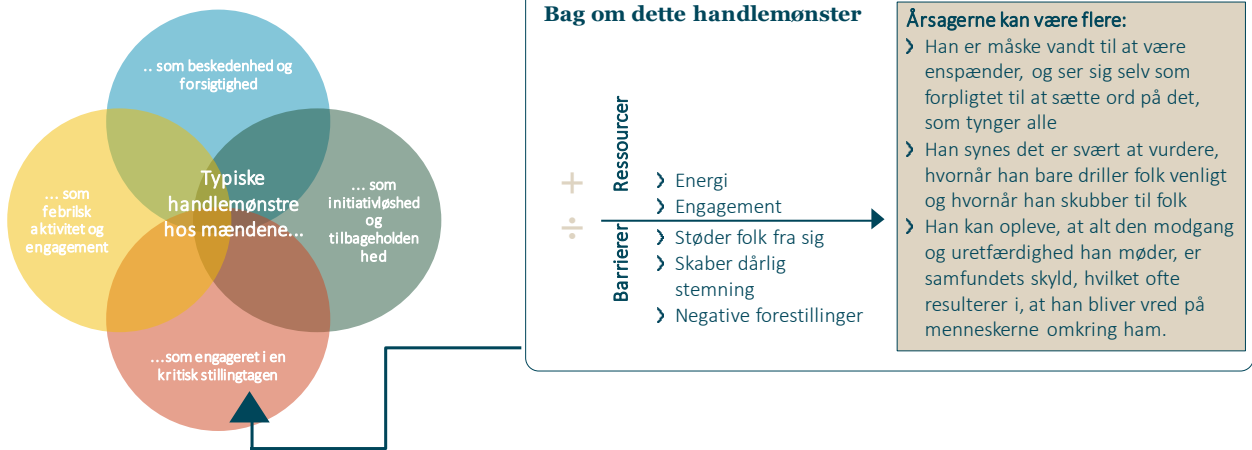 .. som beskedenhed og
forsigtighed
... som
febrilsk
aktivitet og
engagement
Typiske
handlemønstre
hos mændene...
... som
initiativløshed
og
tilbageholden
hed
...som engageret i en
kritisk stillingtagen
Bag om dette handlemønster
+
÷
Ressourcer
Energi
Engagement
Barrierer
Støder folk fra sig
Skaber dårlig
stemning
Negative forestillinger
Årsagerne kan være flere:
Han er måske vandt til at være
enspænder, og ser sig selv som
forpligtet til at sætte ord på det,
som tynger alle
Han synes det er svært at vurdere,
hvornår han bare driller folk venligt
og hvornår han skubber til folk
Han kan opleve, at alt den modgang
og uretfærdighed han møder, er
samfundets skyld, hvilket ofte
resulterer i, at han bliver vred på
menneskerne omkring ham.